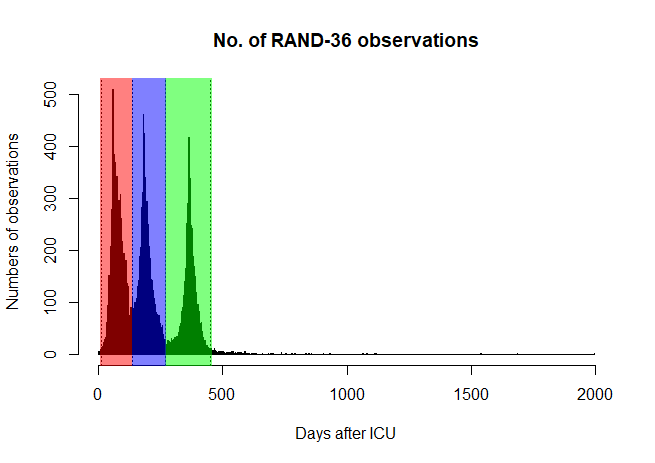 No. of RAND-36 observations
Numbers of observations
500
400
300
200
100
0
0 500 1000 1500 2000
Days after ICU